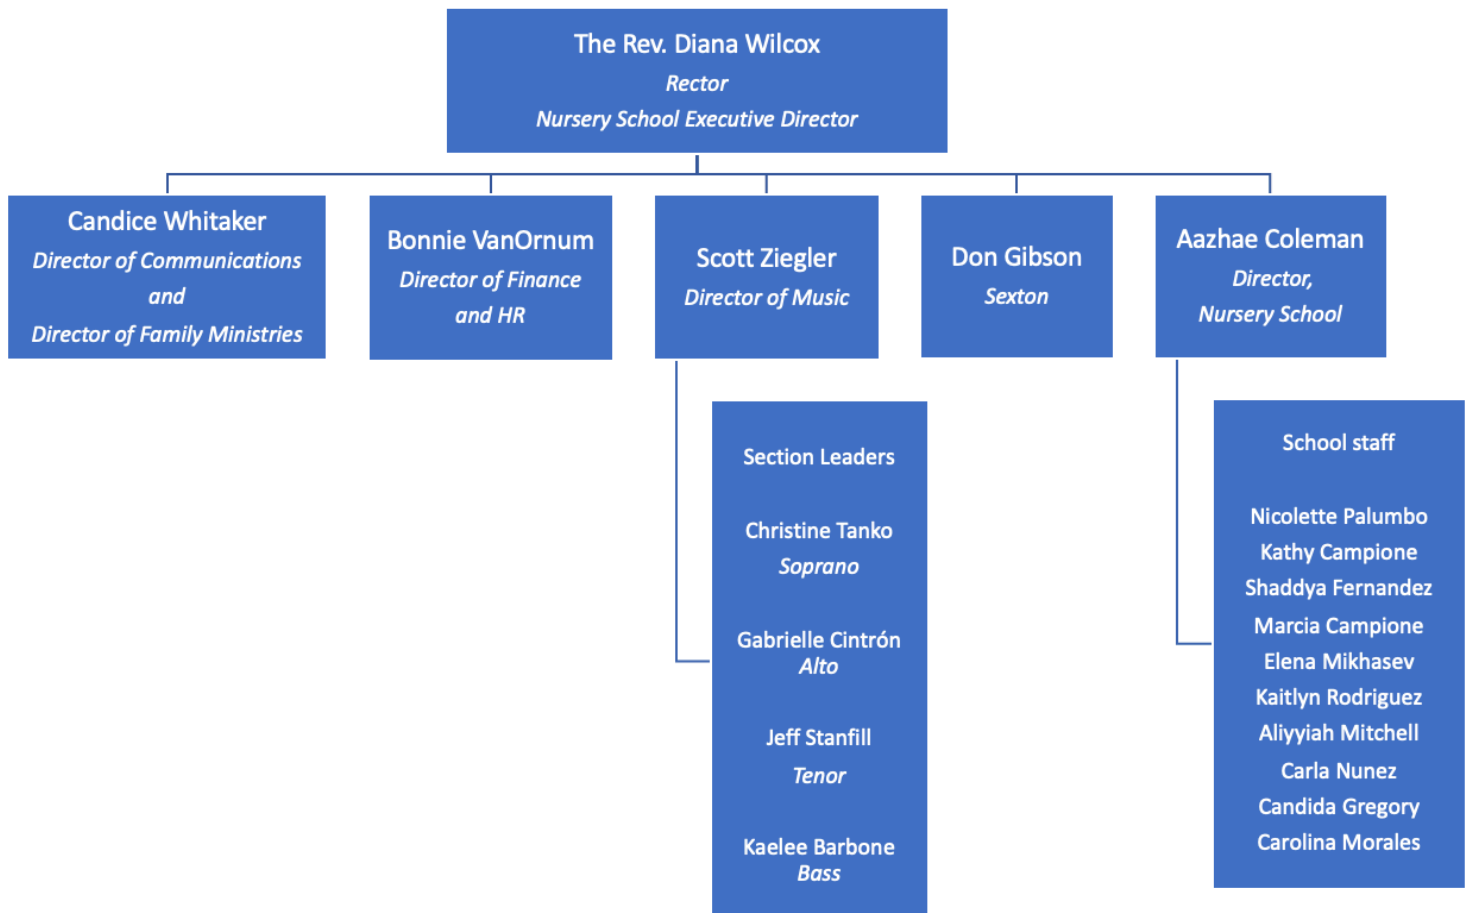 The Rev. Diana Wilcox
Rector
Nursery School Executive Director
Candice Whitaker
Director of Communications
and
Director of Family Ministries
Bonnie VanOrnum
Director of Finance
and HR
Scott Ziegler
Director of Music
Don Gibson
Sexton
Aazhae Coleman
Director,
Nursery School
Section Leaders
Christine Tanko
Soprano
Gabrielle Cintrón
Alto
Jeff Stanfill
Tenor
Kaelee Barbone
Bass
School staff
Nicolette Palumbo
Kathy Campione
Shaddya Fernandez
Marcia Campione
Elena Mikhasev
Kaitlyn Rodriguez
Aliyyiah Mitchell
Carla Nunez
Candida Gregory
Carolina Morales